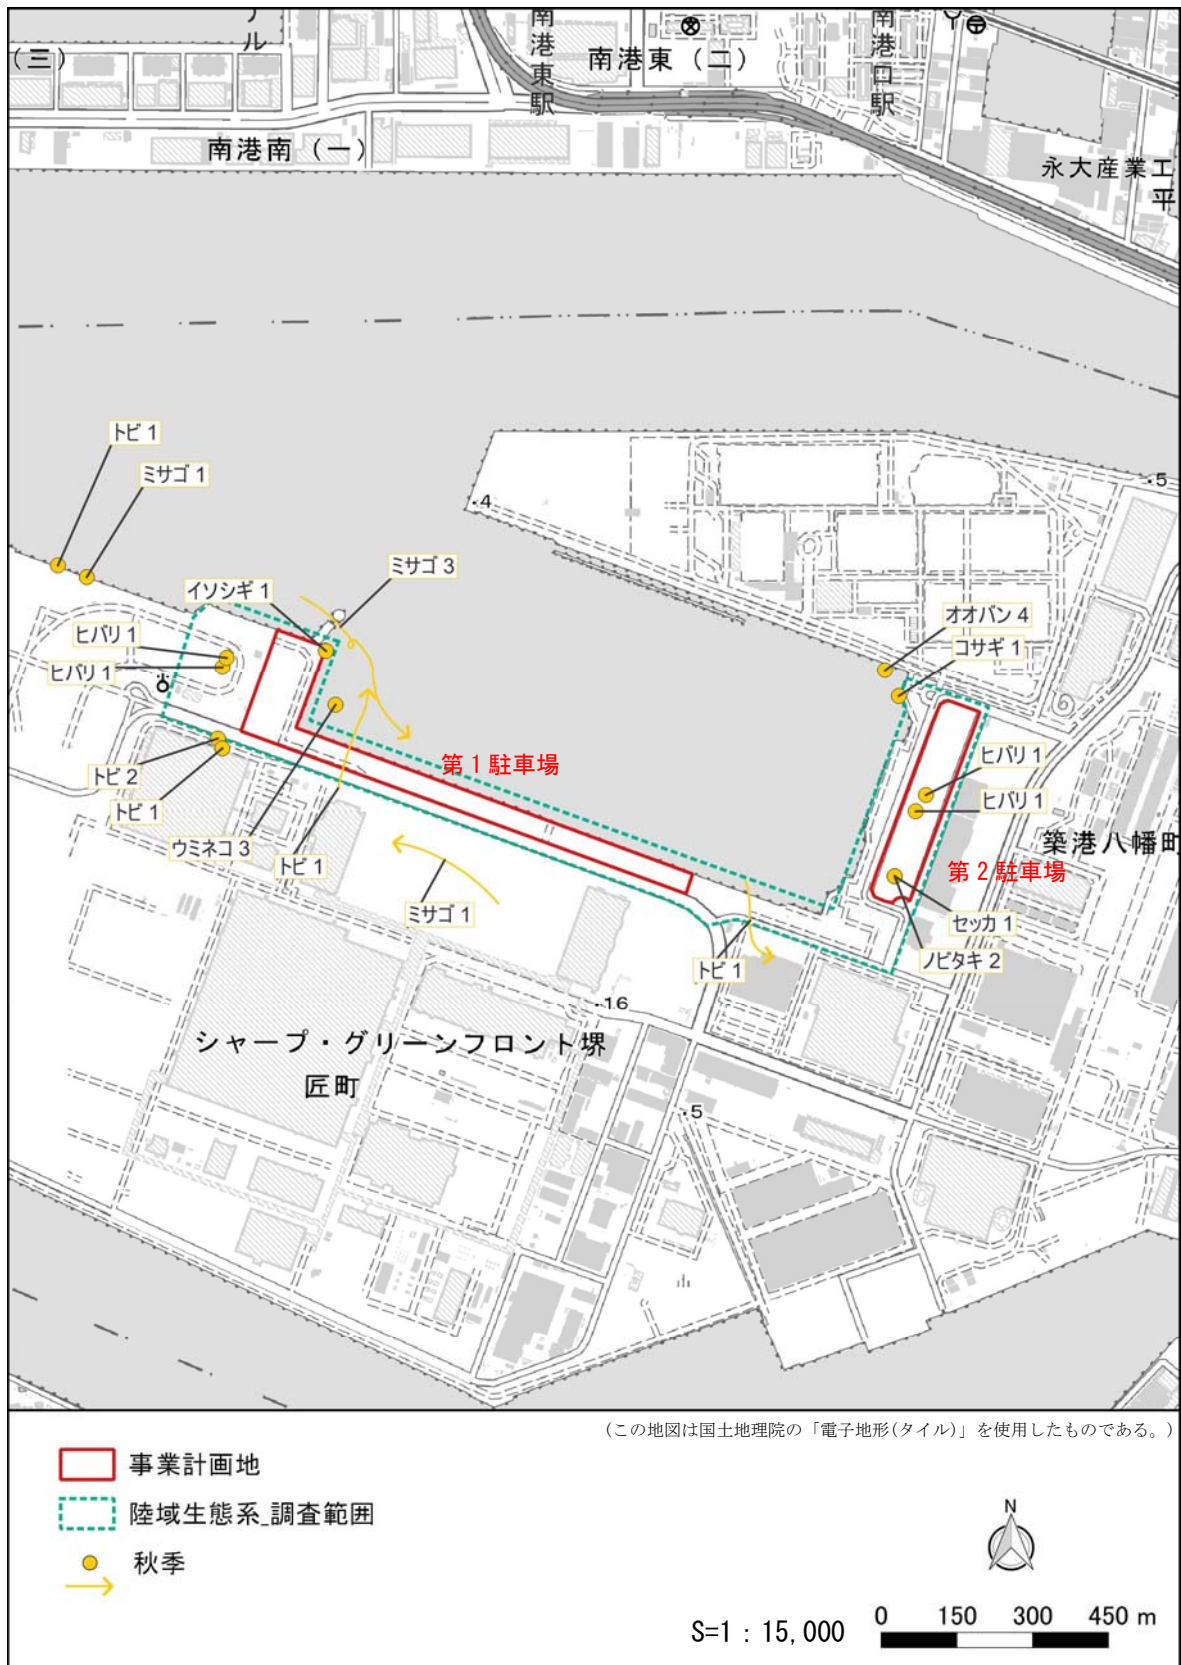 ナル
南港東駅
南港東（二）
南港口駅
（三）
南港南（一）
永大産業工
平
トビ 1
ミサゴ 1
・4
・5
イソシギ 1
ミサゴ 3
ヒバリ 1
ヒバリ 1
オオバン 4
コサギ 1
トビ 2
トビ 1
第１駐車場
ヒバリ 1
ヒバリ 1
ウミネコ 3
トビ 1
ミサゴ 1
築港八幡町
第２駐車場
セッカ 1
ノビタキ 2
トビ 1
・16
シャープ・グリーンフロント堺
匠町
・5
（この地図は国土地理院の「電子地形(タイル)」を使用したものである。）
事業計画地
陸域生態系_調査範囲
秋季
N
S=1：15,000
0 150 300 450 m